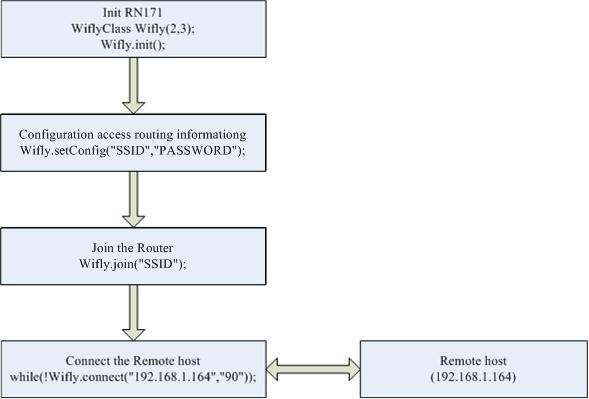 Init RN171
WiflyClass Wifly(2,3);
Wifly.init();
Configuration access routing informationg
Wifly.setConfig("SSID","PASSWORD");
Join the Router
Wifly.join("SSID");
Connect the Remote host
while(!Wifly.connect("192.168.1.164","90"));
Remote host
(192.168.1.164)